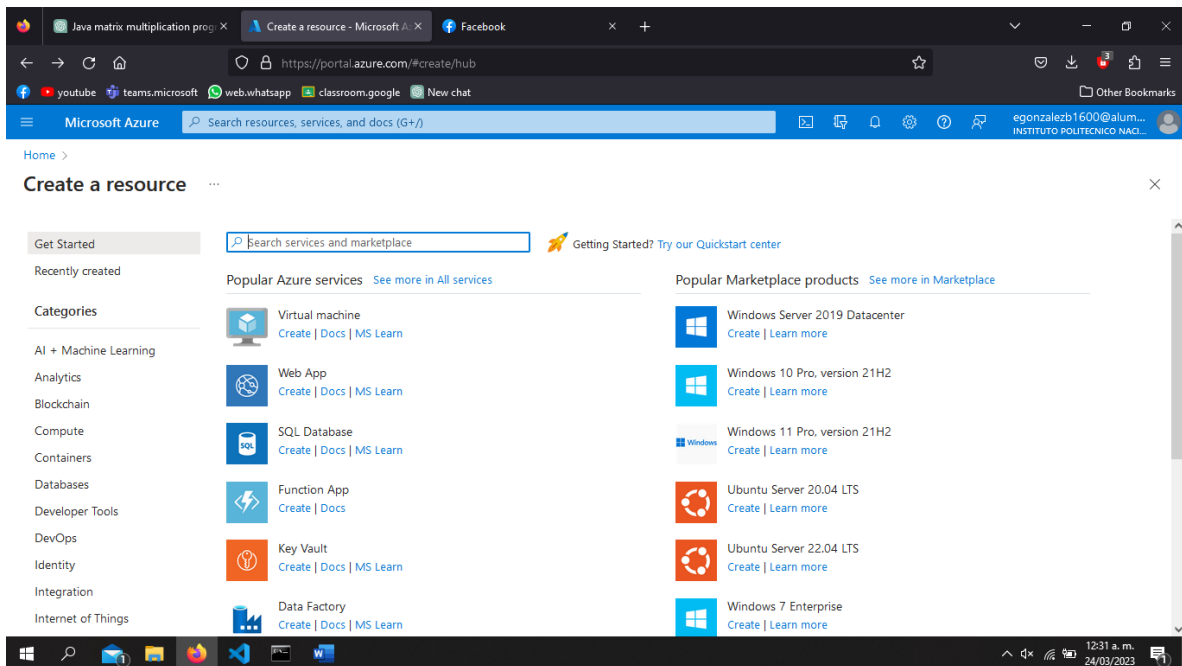 Java matrix multiplication prog
Create a resource - Microsoft A
Facebook
https://portal.azure.com/#create/hub
3
youtube
teams.microsoft
web.whatsapp
classroom.google
New chat
Other Bookmarks
Microsoft Azure
Search resources, services, and docs (G+/)
egonzalezb1600@alum...
INSTITUTO POLITECNICO NACI...
Home >
Create a resource ...
Get Started
Recently created
Categories
AI + Machine Learning
Analytics
Blockchain
Compute
Containers
Databases
Developer Tools
DevOps
Identity
Integration
Internet of Things
Search services and marketplace
Getting Started? Try our Quickstart center
Popular Azure services See more in All services
Virtual machine
Create | Docs | MS Learn
Web App
Create | Docs | MS Learn
SQL
SQL Database
Create | Docs | MS Learn
Function App
Create | Docs
Key Vault
Create | Docs | MS Learn
Data Factory
Create | Docs | MS Learn
Popular Marketplace products See more in Marketplace
Windows Server 2019 Datacenter
Create | Learn more
Windows 10 Pro, version 21H2
Create | Learn more
Windows
Windows 11 Pro, version 21H2
Create | Learn more
Ubuntu Server 20.04 LTS
Create | Learn more
Ubuntu Server 22.04 LTS
Create | Learn more
Windows 7 Enterprise
Create | Learn more
1
W
12:31 a. m.
24/03/2023
1